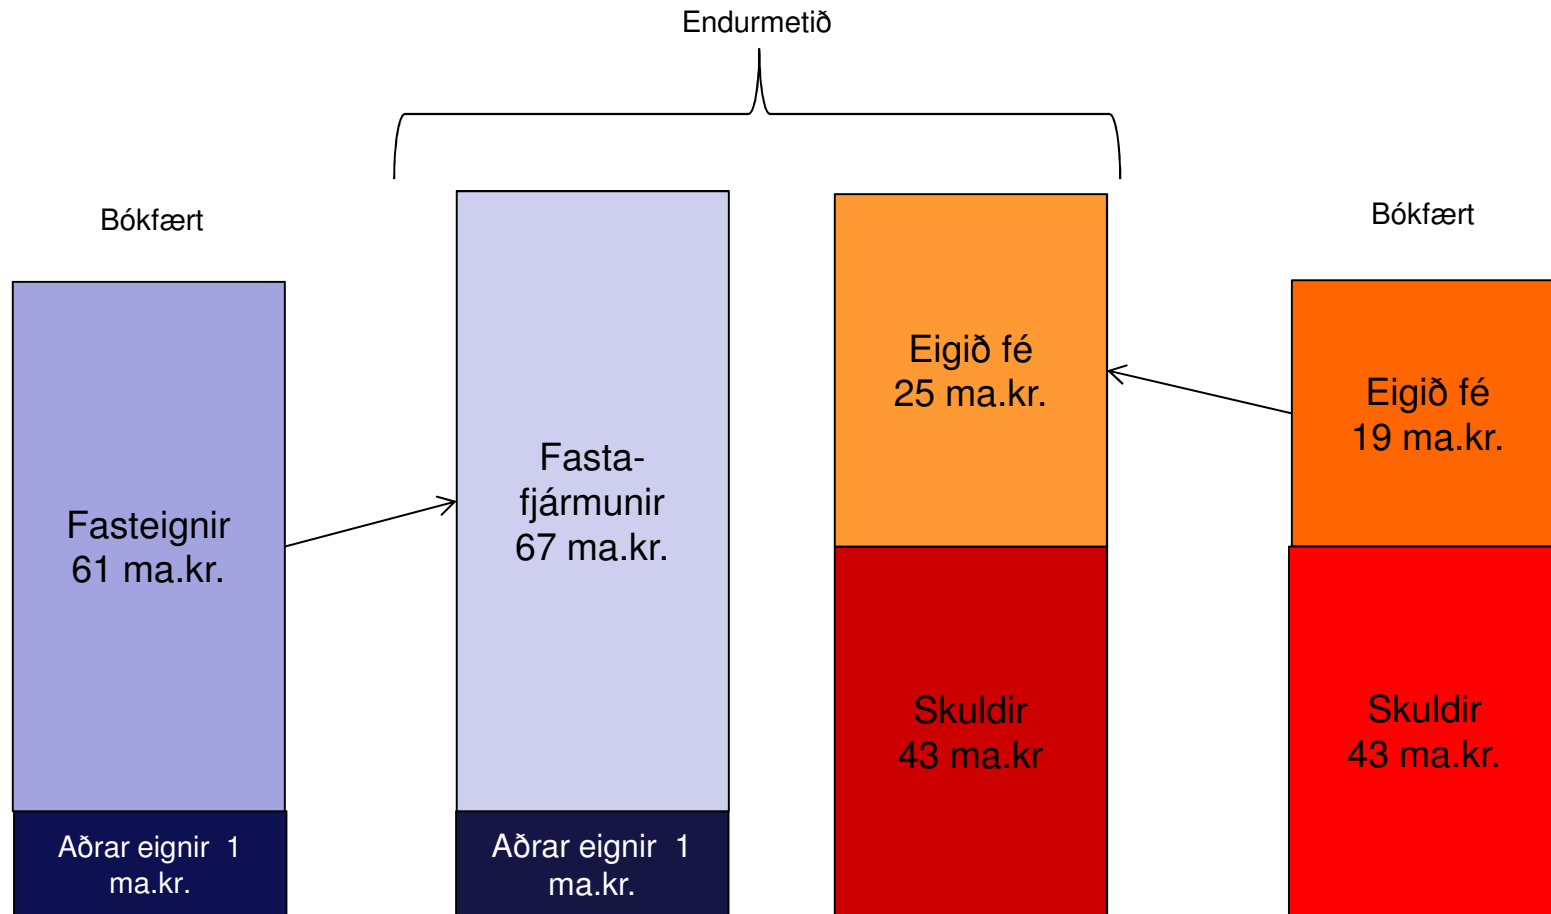 Endurmetið
Bókfært
Bókfært
Fasteignir
61 ma.kr.
Aðrar eignir 1
ma.kr.
Fasta-
fjármunir
67 ma.kr.
Aðrar eignir 1
ma.kr.
Eigið fé
25 ma.kr.
Skuldir
43 ma.kr
Eigið fé
19 ma.kr.
Skuldir
43 ma.kr.